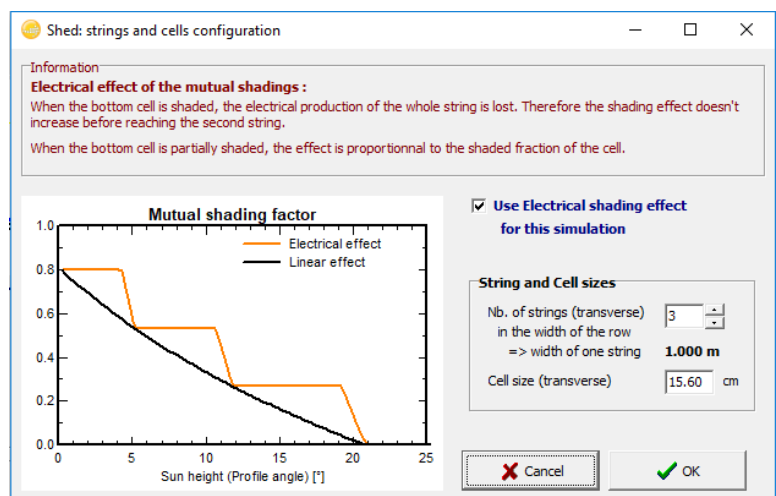 Shed: strings and cells configuration
Information
Electrical effect of the mutual shadings :
When the bottom cell is shaded, the electrical production of the whole string is lost. Therefore the shading effect doesn't
increase before reaching the second string.
When the bottom cell is partially shaded, the effect is proportionnal to the shaded fraction of the cell.
Mutual shading factor
1.0
0.8
0.6
0.4
0.2
0.0
Electrical effect
Linear effect
0 5 10 15 20 25
Sun height (Profile angle) [°]
Use Electrical shading effect
for this simulation
String and Cell sizes
Nb. of strings (transverse) 3
in the width of the row
=> width of one string 1.000 m
Cell size (transverse) 15.60 cm
Cancel OK